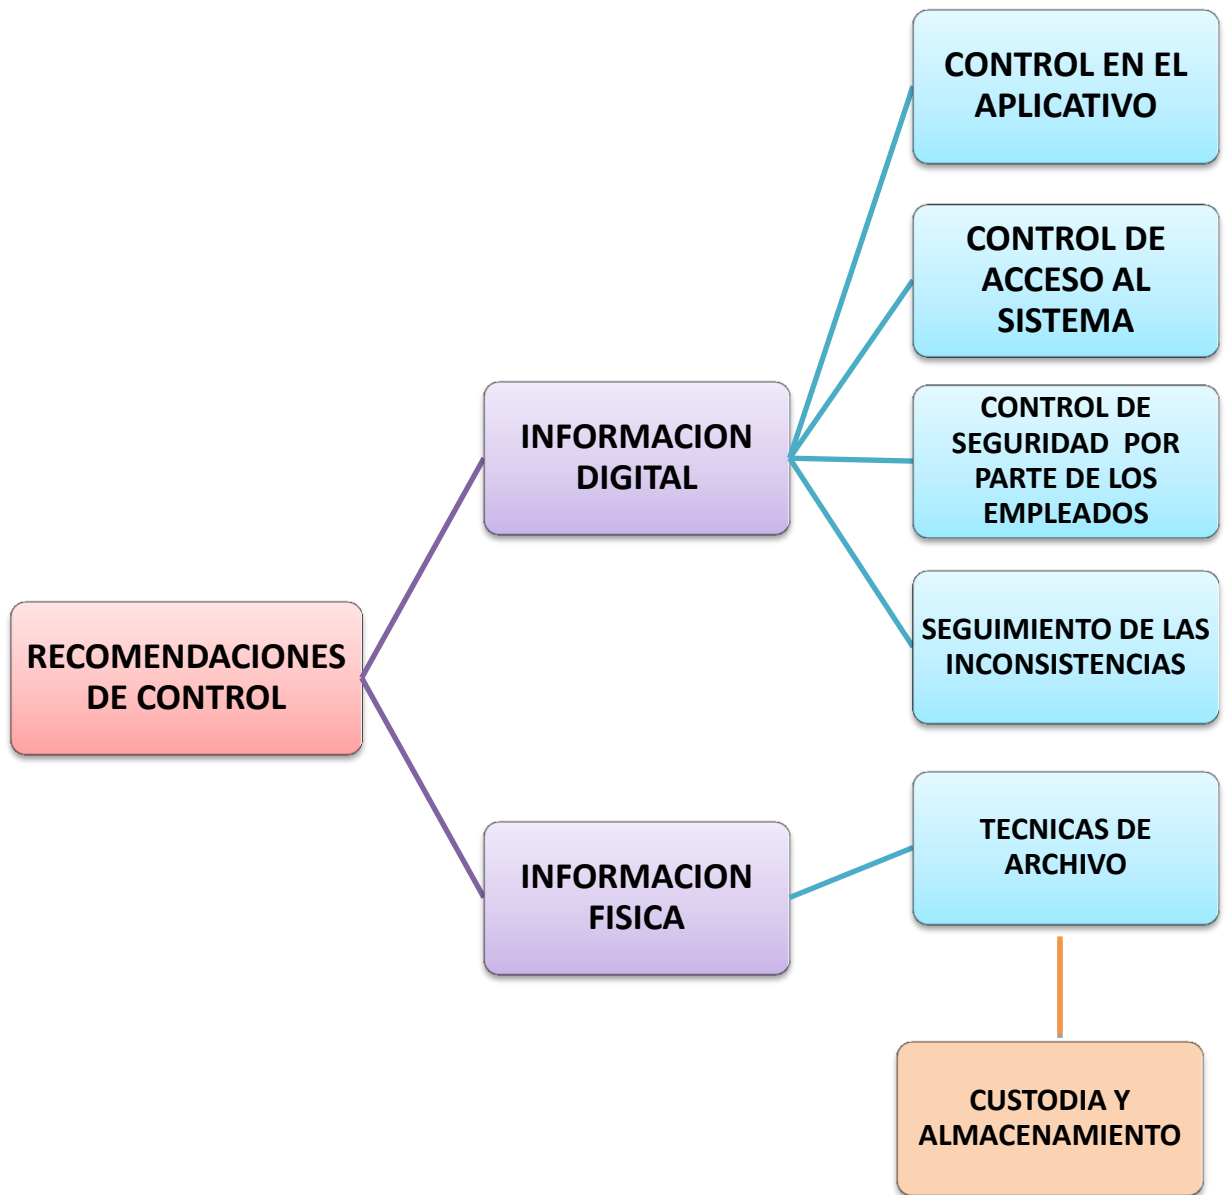 CONTROL EN EL
APLICATIVO
CONTROL DE
ACCESO AL
SISTEMA
INFORMACION
DIGITAL
CONTROL DE
SEGURIDAD POR
PARTE DE LOS
EMPLEADOS
SEGUIMIENTO DE LAS
INCONSISTENCIAS
RECOMENDACIONES
DE CONTROL
INFORMACION
FISICA
TECNICAS DE
ARCHIVO
CUSTODIA Y
ALMACENAMIENTO